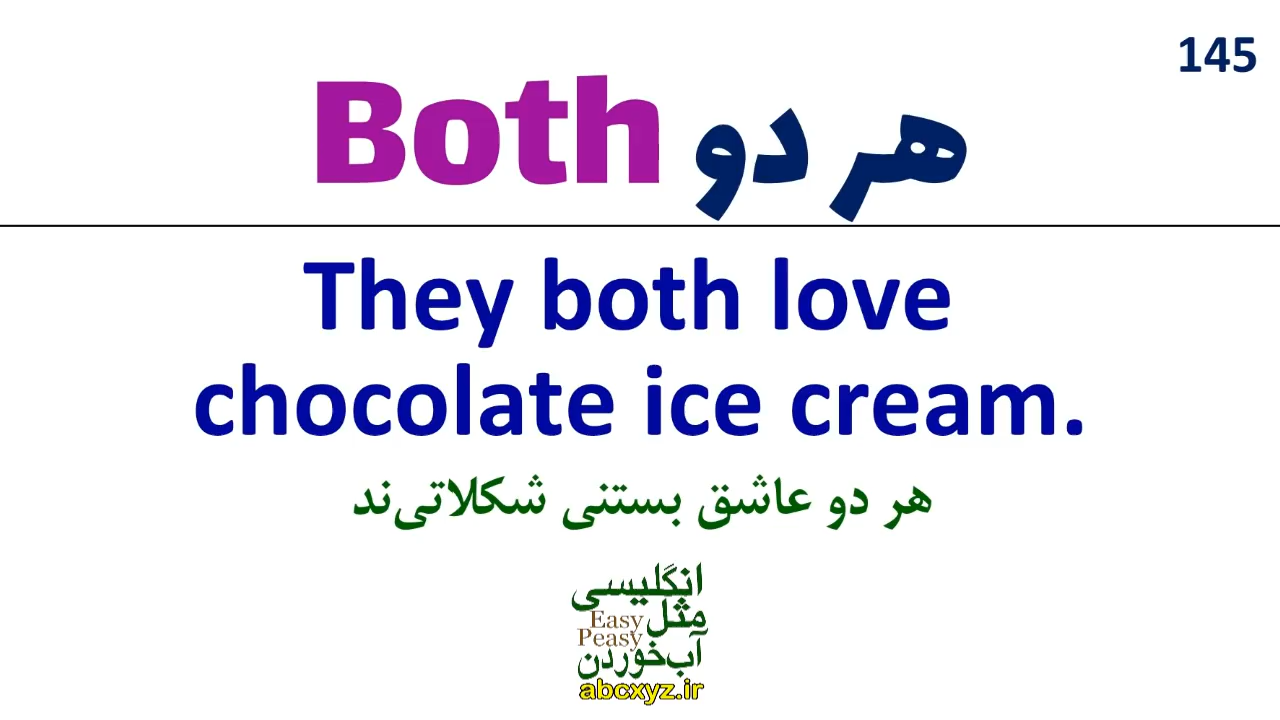 145
Both هر دو
They both love
chocolate ice cream.
هر دو عاشق بستنی شکلاتی‌ند
انگلیسی
مثل Easy
Peasy
آب‌خوردن
abcxyz.ir